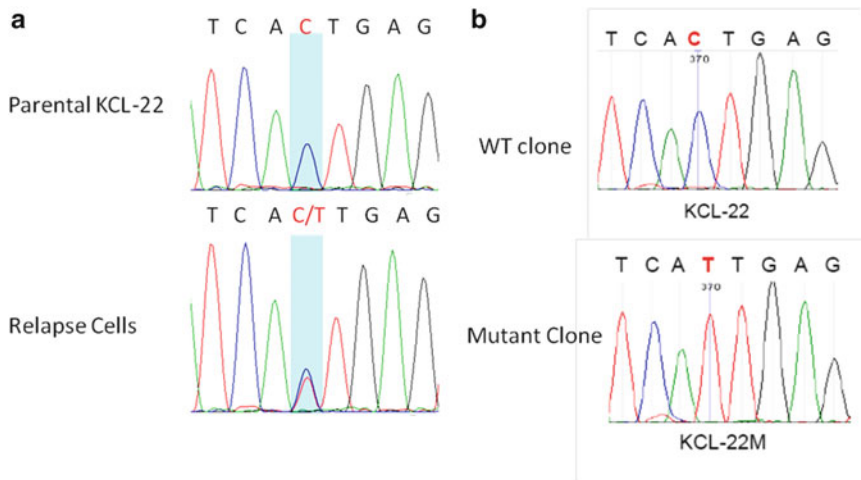 a
T C A C T G A G
Parental KCL-22
T C A C/T T G A G
Relapse Cells
b
T C A C T G A G
370
WT clone
KCL-22
T C A T T G A G
370
Mutant Clone
KCL-22M